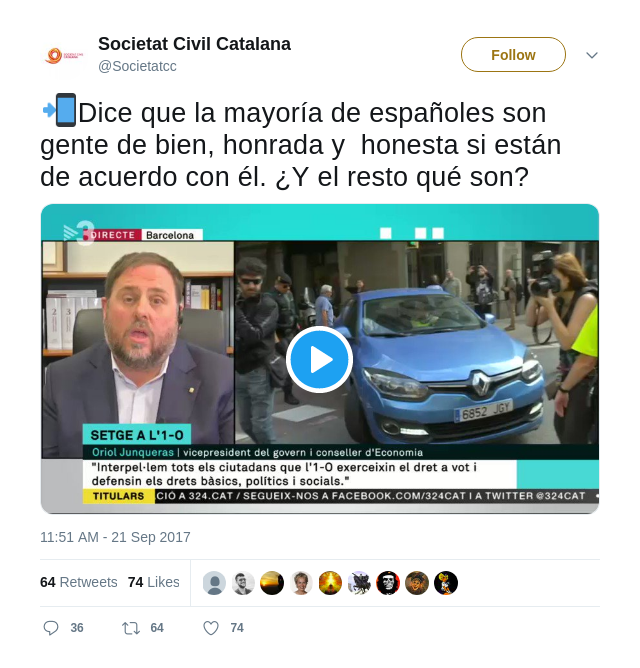 Societat Civil Catalana
@Societatcc
Follow
Dice que la mayoría de españoles son
gente de bien, honrada y  honesta si están
de acuerdo con él. ¿Y el resto qué son?
3
DIRECTE Barcelona
6852 JGY
SETGE A L'1-O
Oriol Junqueras | vicepresident del govern i conseller d'Economia
"Interpel·lem tots els ciutadans que l'1-O exerceixin el dret a vot i
defensin els drets bàsics, polítics i socials."
TITULARS CIÓ A 324.CAT / SEGUEIX-NOS A FACEBOOK.COM/324CAT I A TWITTER @324CAT
11:51 AM - 21 Sep 2017
64 Retweets 74 Likes
36 64 74